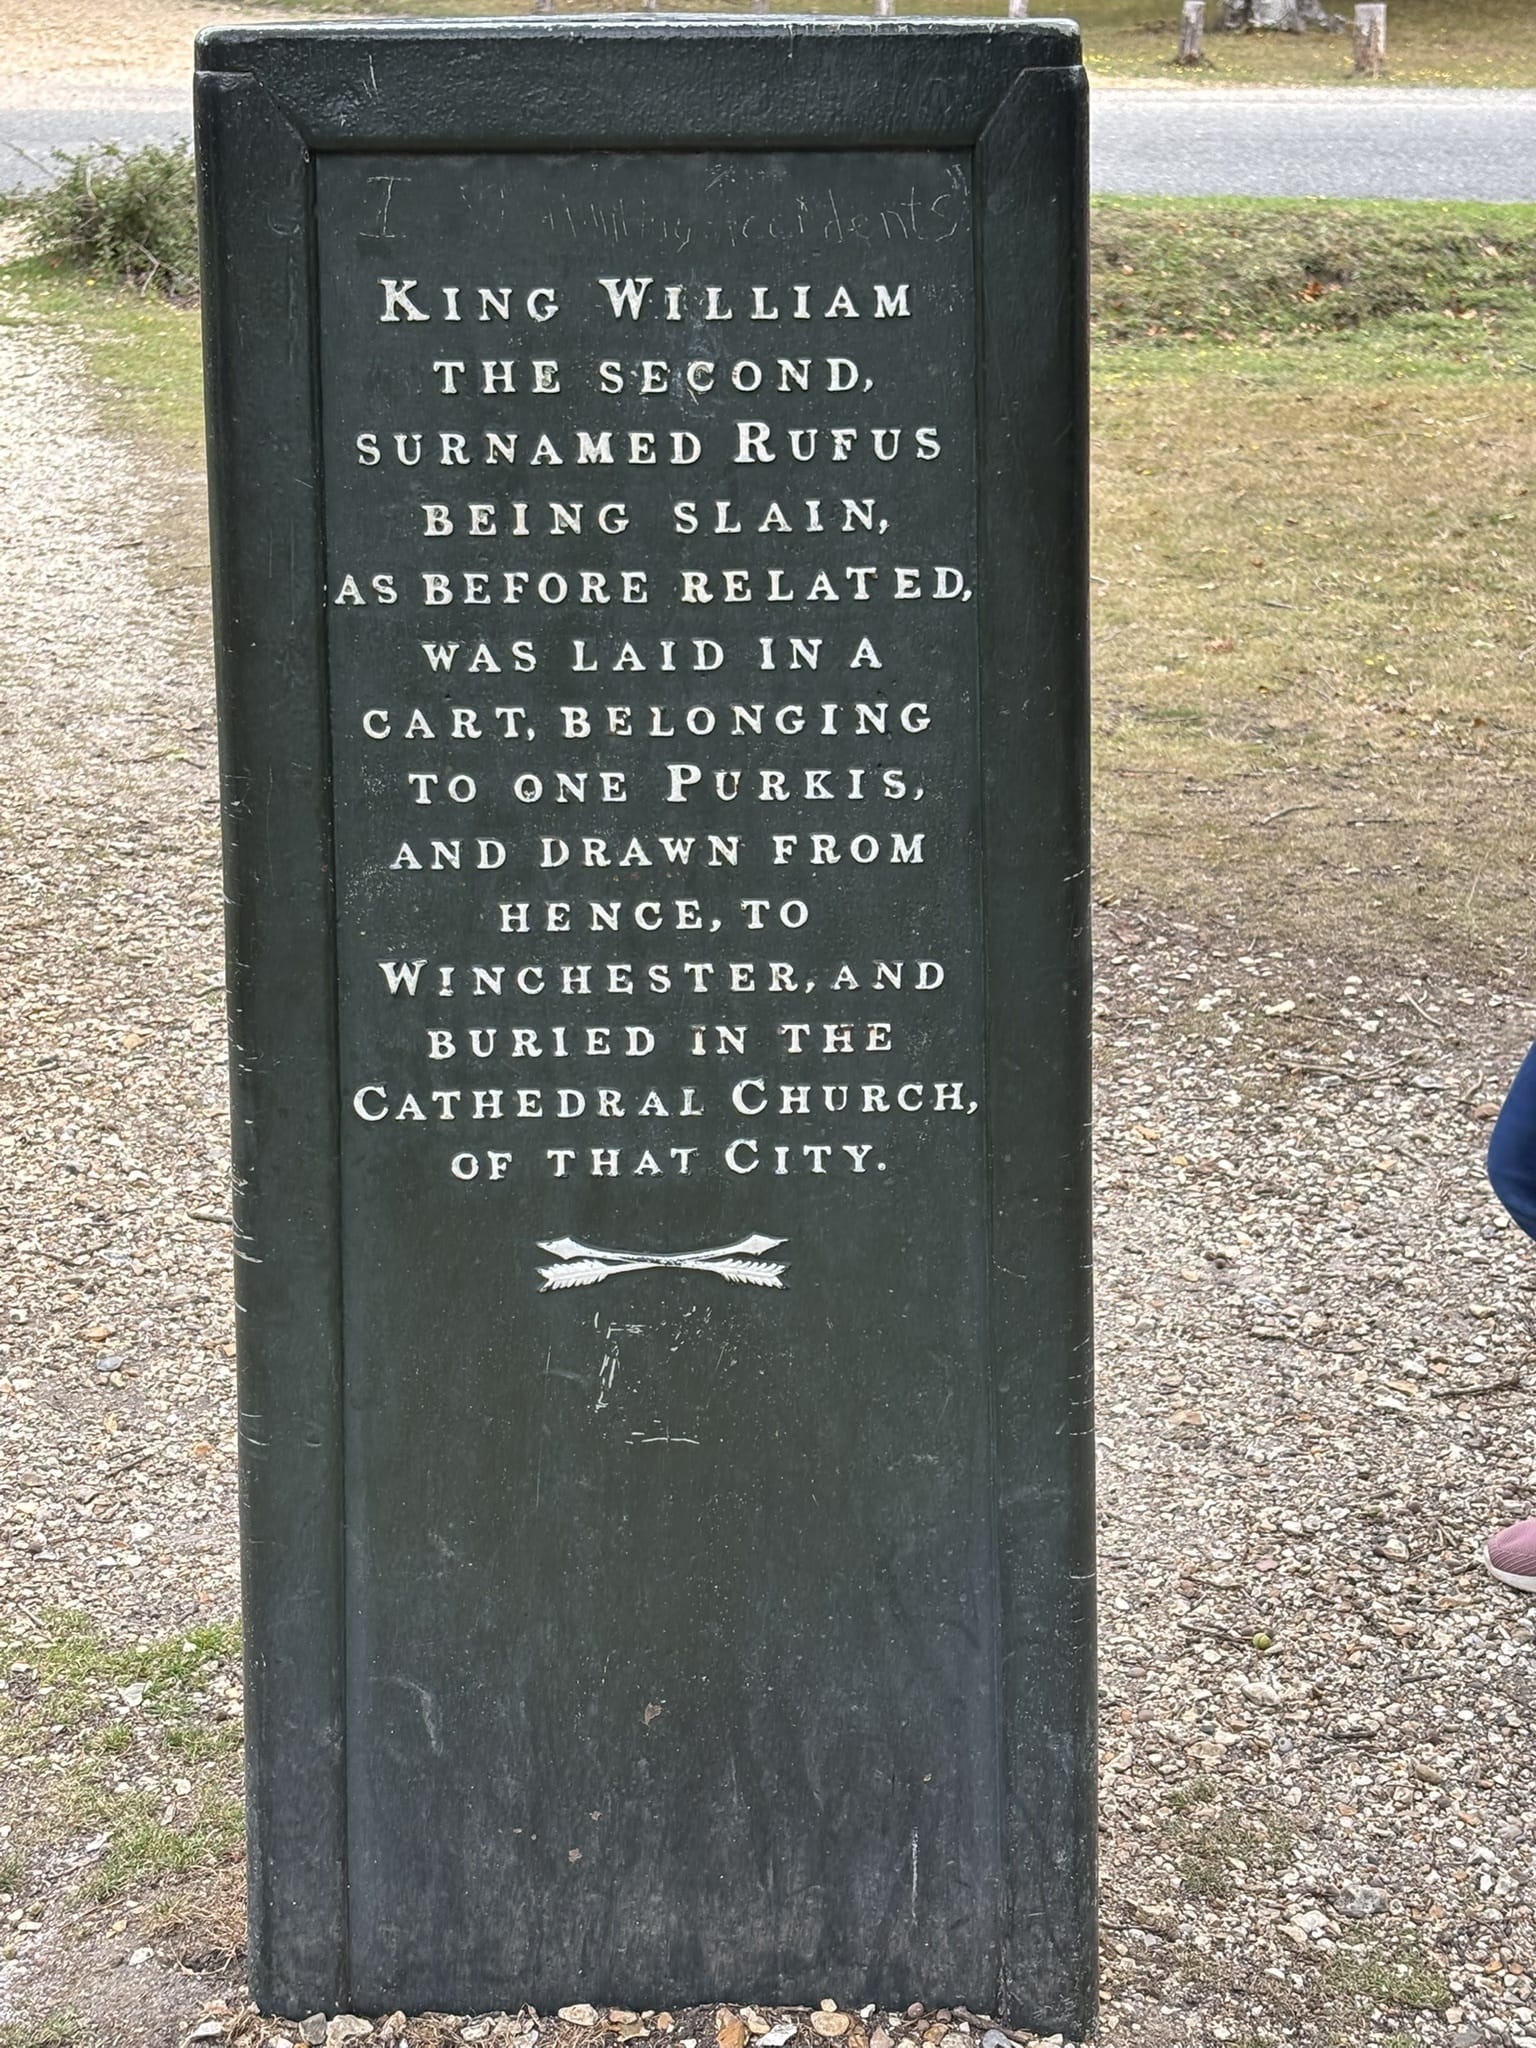 KING WILLIAM
THE SECOND,
SURNAMED RUFUS
BEING SLAIN,
AS BEFORE RELATED,
WAS LAID IN A
CART, BELONGING
TO ONE PURKIS,
AND DRAWN FROM
HENCE, TO
WINCHESTER, AND
BURIED IN THE
CATHEDRAL CHURCH,
OF THAT CITY.